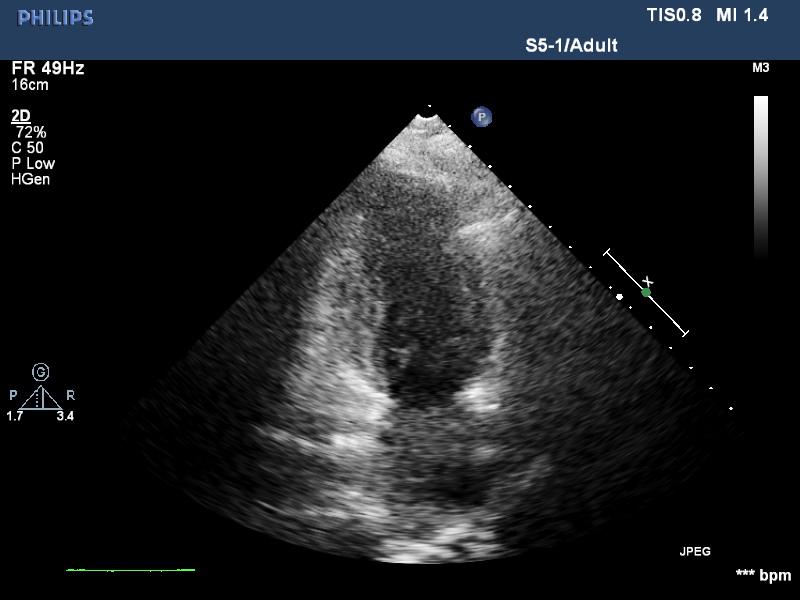 PHILIPS
TIS0.8 MI 1.4
S5-1/Adult
FR 49Hz
16cm
M3
2D
72%
C 50
P Low
HGen
P
X
G
P R
1.7 3.4
JPEG
*** bpm